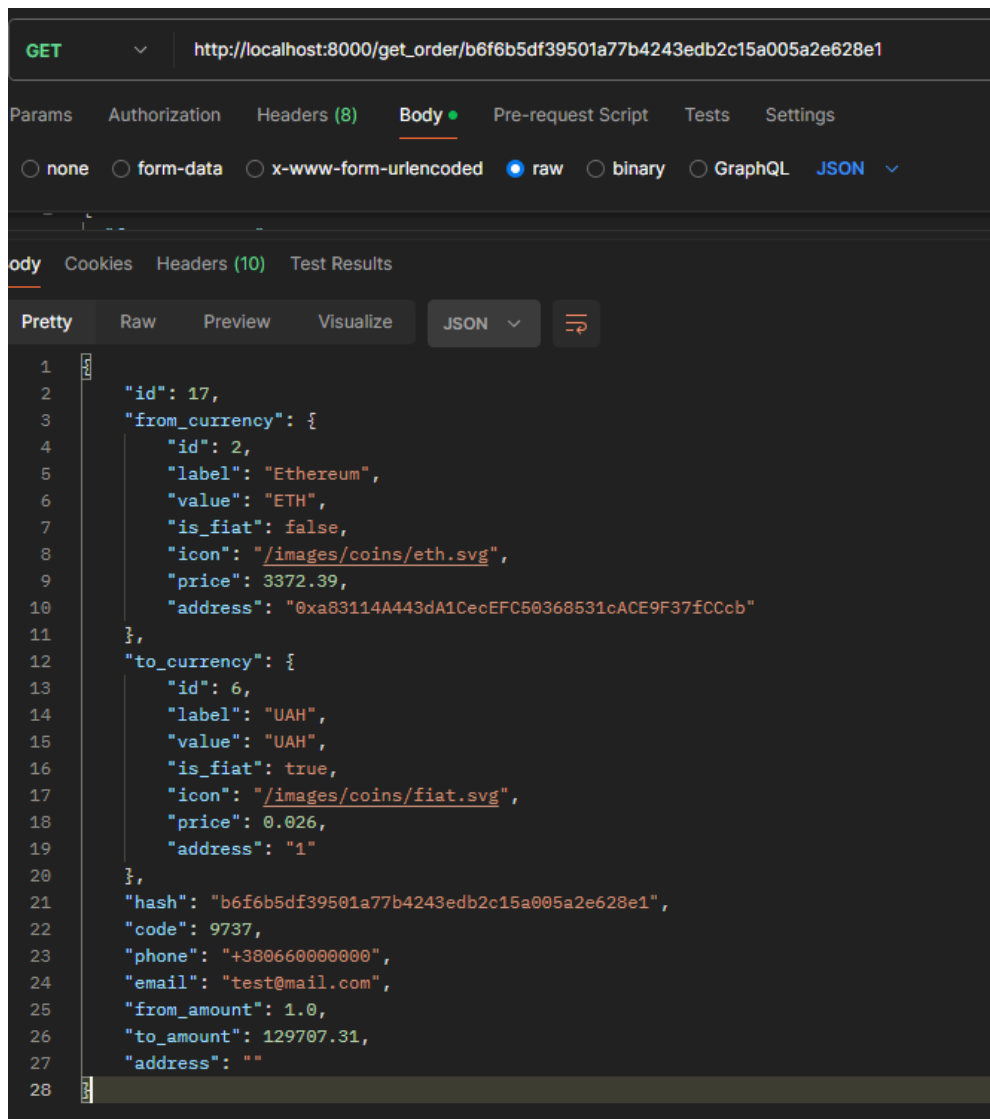 GET http://localhost:8000/get_order/b6f6b5df39501a77b4243edb2c15a005a2e628e1
Params Authorization Headers (8) Body Pre-request Script Tests Settings
none form-data x-www-form-urlencoded raw binary GraphQL JSON
ody Cookies Headers (10) Test Results
Pretty Raw Preview Visualize JSON
1 {
2 "id": 17,
3 "from_currency": {
4 "id": 2,
5 "label": "Ethereum",
6 "value": "ETH",
7 "is_fiat": false,
8 "icon": "/images/coins/eth.svg",
9 "price": 3372.39,
10 "address": "0xa83114A443dA1CecEFC50368531cACE9F37fCCcb"
11 },
12 "to_currency": {
13 "id": 6,
14 "label": "UAH",
15 "value": "UAH",
16 "is_fiat": true,
17 "icon": "/images/coins/fiat.svg",
18 "price": 0.026,
19 "address": "1"
20 },
21 "hash": "b6f6b5df39501a77b4243edb2c15a005a2e628e1",
22 "code": 9737,
23 "phone": "+380660000000",
24 "email": "test@mail.com",
25 "from_amount": 1.0,
26 "to_amount": 129707.31,
27 "address": ""
28 }